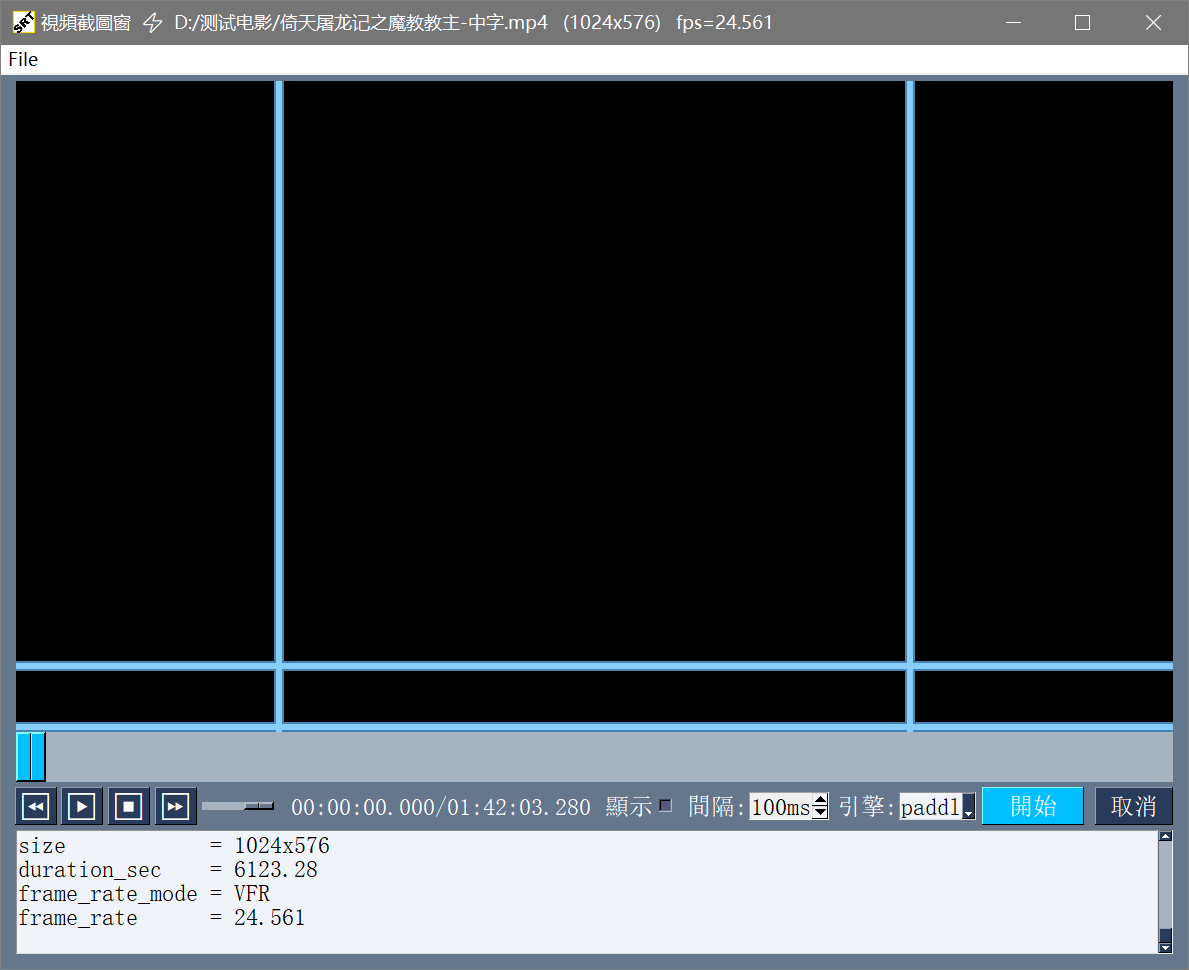 SRT 視頻截圖窗 ⚡ D:/测试电影/倚天屠龙记之魔教教主-中字.mp4 (1024x576) fps=24.561
File
00:00:00.000/01:42:03.280 顯示 間隔: 100ms 引擎: paddl 開始 取消
size = 1024x576
duration_sec = 6123.28
frame_rate_mode = VFR
frame_rate = 24.561